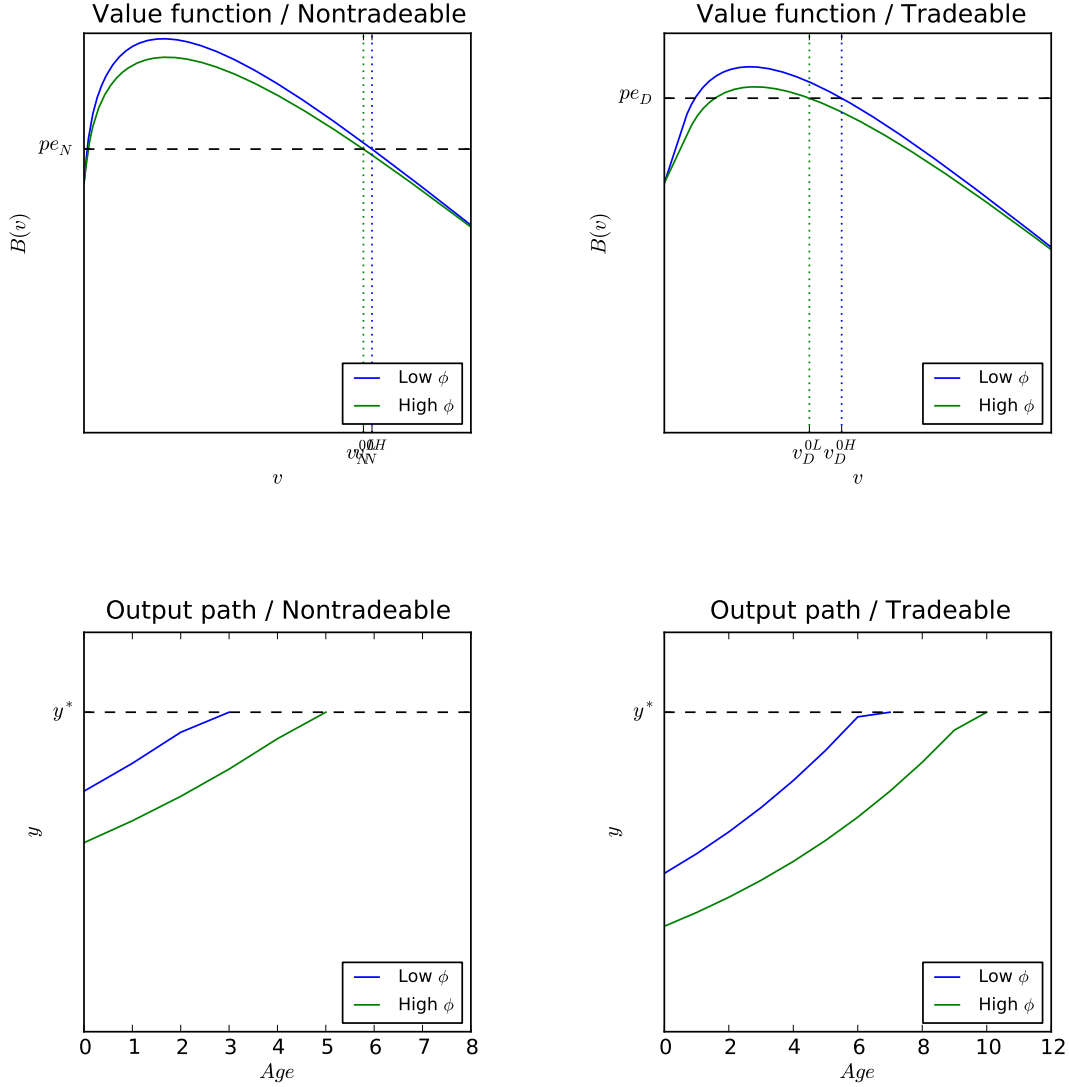 Value function / Nontradeable
pe_N
B(v)
Low ϕ
High ϕ
v
Value function / Tradeable
pe_D
B(v)
Low ϕ
High ϕ
v_D^{0L} v_D^{0H}
v
Output path / Nontradeable
y*
y
Low ϕ
High ϕ
0 1 2 3 4 5 6 7 8
Age
Output path / Tradeable
y*
y
Low ϕ
High ϕ
0 2 4 6 8 10 12
Age